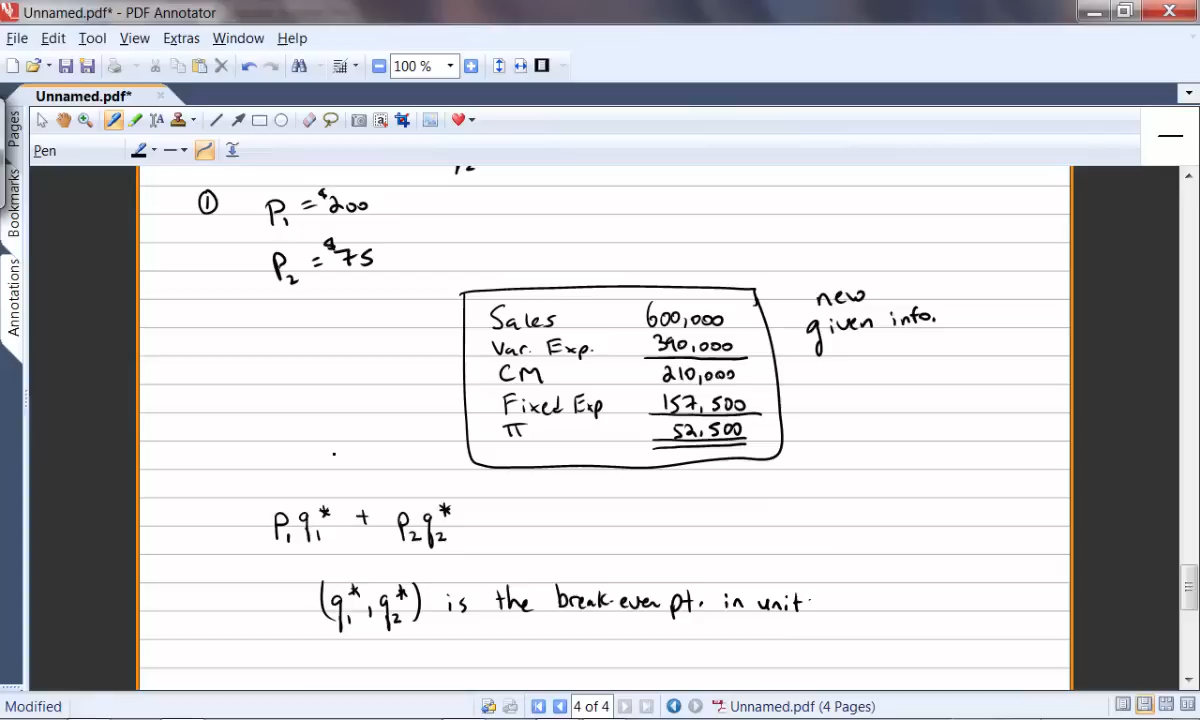 Unnamed.pdf* - PDF Annotator
File Edit Tool View Extras Window Help
100 %
Unnamed.pdf*
Pen
Pages
Bookmarks
Annotations
① P₁ = $200
P₂ = $75
Sales 600,000
Var. Exp. 390,000
CM 210,000
Fixed Exp 157,500
π 52,500
new
given info.
P₁q₁* + P₂q₂*
(q₁*, q₂*) is the break-even pt. in unit
Modified
4 of 4
Unnamed.pdf (4 Pages)